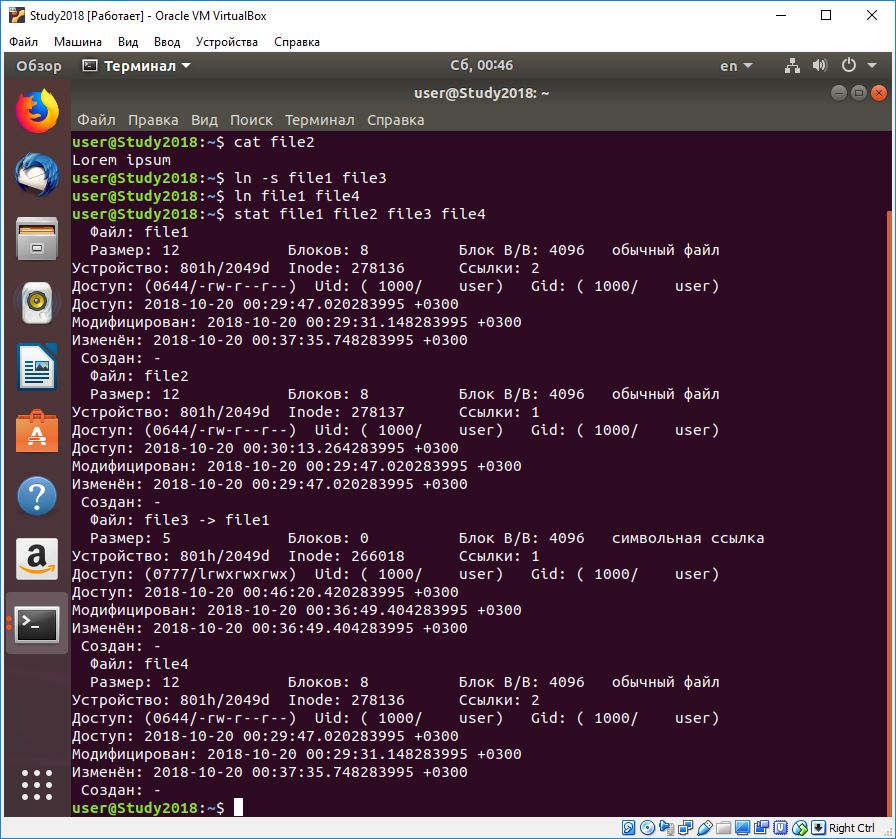 Study2018 [Работает] - Oracle VM VirtualBox
Файл Машина Вид Ввод Устройства Справка
Обзор Терминал Сб, 00:46 en
user@Study2018: ~
Файл Правка Вид Поиск Терминал Справка
user@Study2018:~$ cat file2
Lorem ipsum
user@Study2018:~$ ln -s file1 file3
user@Study2018:~$ ln file1 file4
user@Study2018:~$ stat file1 file2 file3 file4
Файл: file1
Размер: 12 Блоков: 8 Блок В/В: 4096 обычный файл
Устройство: 801h/2049d Inode: 278136 Ссылки: 2
Доступ: (0644/-rw-r--r--) Uid: ( 1000/ user) Gid: ( 1000/ user)
Доступ: 2018-10-20 00:29:47.020283995 +0300
Модифицирован: 2018-10-20 00:29:31.148283995 +0300
Изменён: 2018-10-20 00:37:35.748283995 +0300
Создан: -
Файл: file2
Размер: 12 Блоков: 8 Блок В/В: 4096 обычный файл
Устройство: 801h/2049d Inode: 278137 Ссылки: 1
Доступ: (0644/-rw-r--r--) Uid: ( 1000/ user) Gid: ( 1000/ user)
Доступ: 2018-10-20 00:30:13.264283995 +0300
Модифицирован: 2018-10-20 00:29:47.020283995 +0300
Изменён: 2018-10-20 00:29:47.020283995 +0300
Создан: -
Файл: file3 -> file1
Размер: 5 Блоков: 0 Блок В/В: 4096 символьная ссылка
Устройство: 801h/2049d Inode: 266018 Ссылки: 1
Доступ: (0777/lrwxrwxrwx) Uid: ( 1000/ user) Gid: ( 1000/ user)
Доступ: 2018-10-20 00:46:20.420283995 +0300
Модифицирован: 2018-10-20 00:36:49.404283995 +0300
Изменён: 2018-10-20 00:36:49.404283995 +0300
Создан: -
Файл: file4
Размер: 12 Блоков: 8 Блок В/В: 4096 обычный файл
Устройство: 801h/2049d Inode: 278136 Ссылки: 2
Доступ: (0644/-rw-r--r--) Uid: ( 1000/ user) Gid: ( 1000/ user)
Доступ: 2018-10-20 00:29:47.020283995 +0300
Модифицирован: 2018-10-20 00:29:31.148283995 +0300
Изменён: 2018-10-20 00:37:35.748283995 +0300
Создан: -
user@Study2018:~$
Right Ctrl